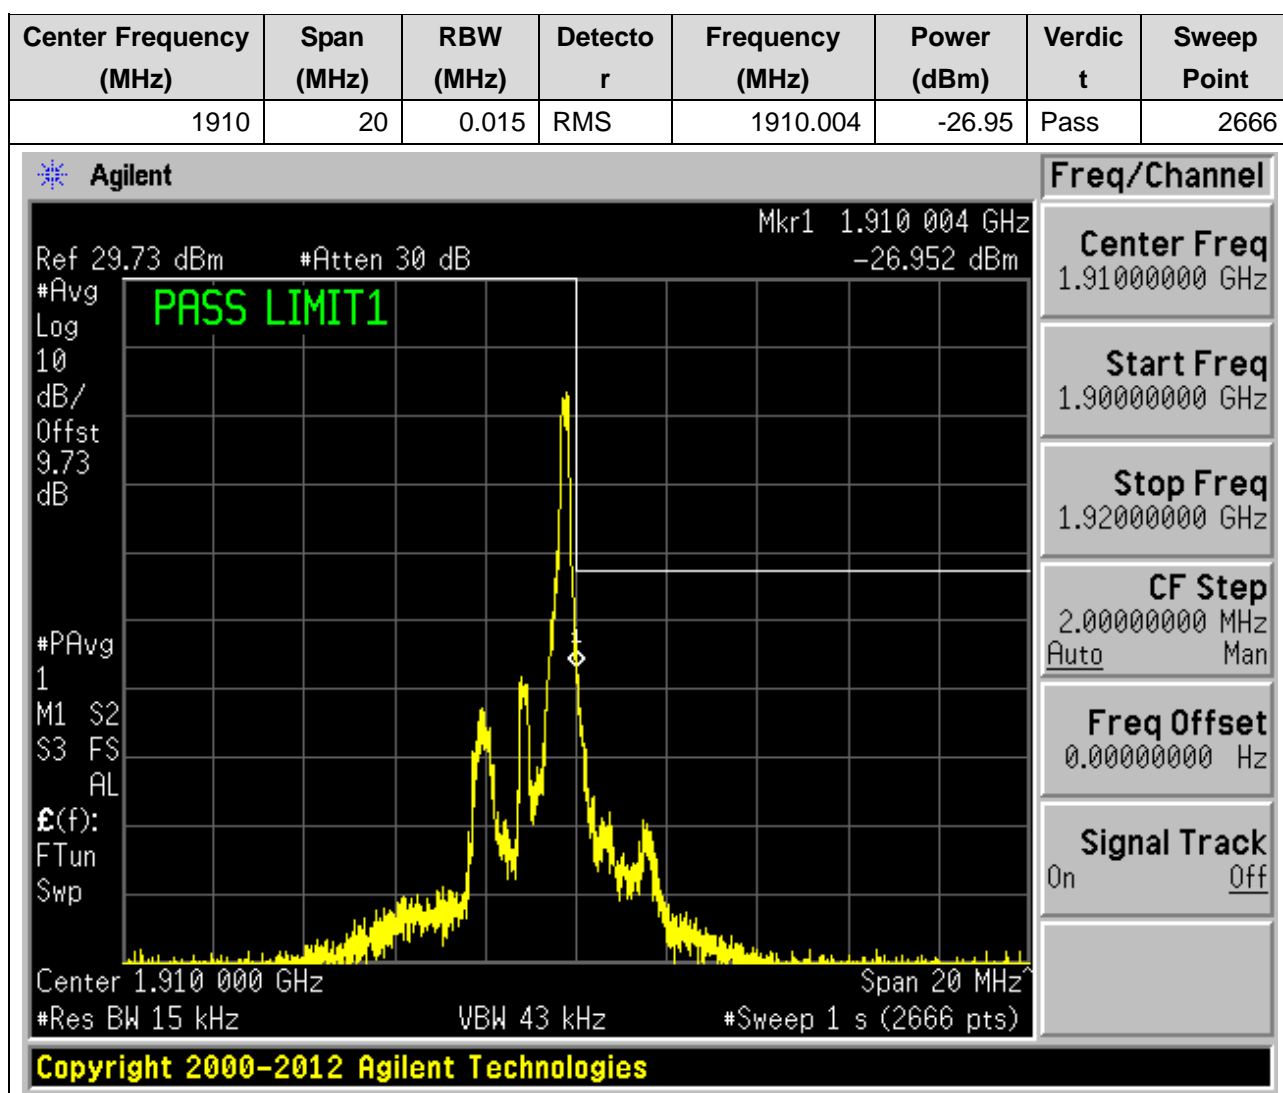 Center Frequency (MHz) Span (MHz) RBW (MHz) Detecto r Frequency (MHz) Power (dBm) Verdic t Sweep Point
1910 20 0.015 RMS 1910.004 -26.95 Pass 2666
Agilent
Freq/Channel
Mkr1 1.910 004 GHz
Ref 29.73 dBm #Atten 30 dB -26.952 dBm
#Avg
Log
10
dB/
Offst
9.73
dB
PASS LIMIT1
1
#PAvg
1
M1 S2
S3 FS
AL
£(f):
FTun
Swp
Center 1.910 000 GHz Span 20 MHz^
#Res BW 15 kHz VBW 43 kHz #Sweep 1 s (2666 pts)
Center Freq
1.91000000 GHz
Start Freq
1.90000000 GHz
Stop Freq
1.92000000 GHz
CF Step
2.00000000 MHz
Auto Man
Freq Offset
0.00000000 Hz
Signal Track
On Off
Copyright 2000-2012 Agilent Technologies